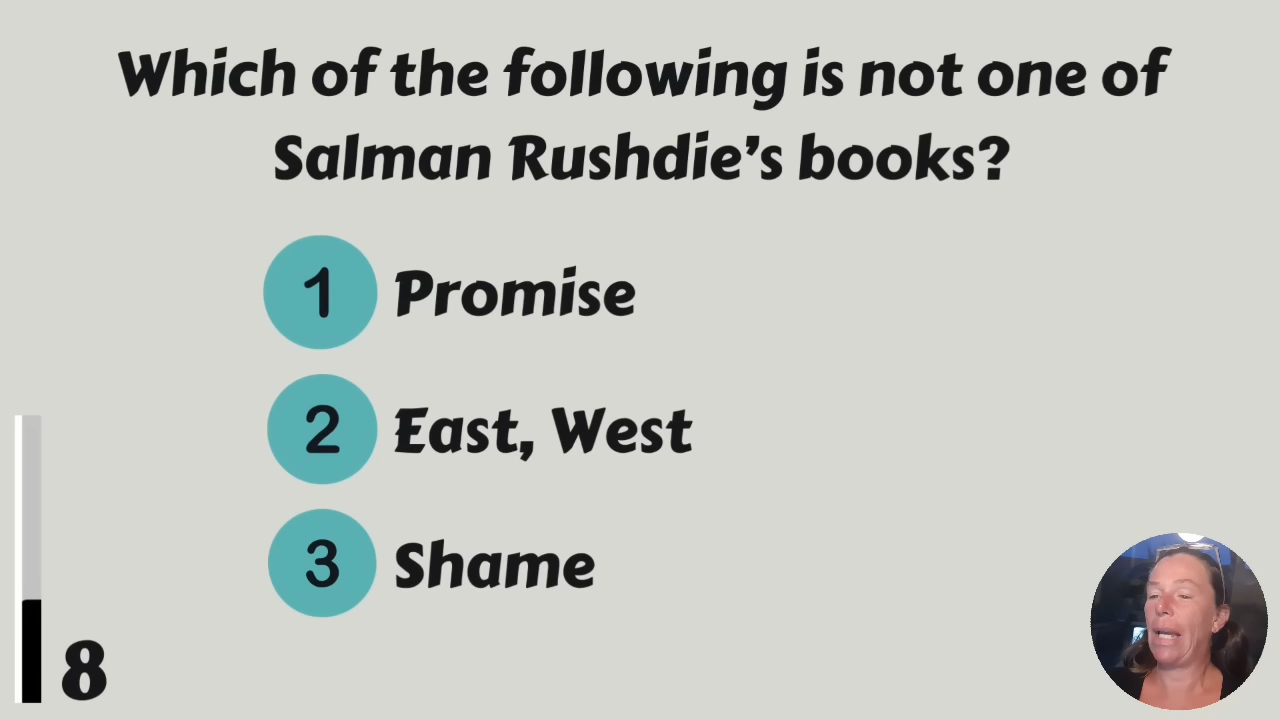 Which of the following is not one of
Salman Rushdie's books?
1 Promise
2 East, West
3 Shame
8